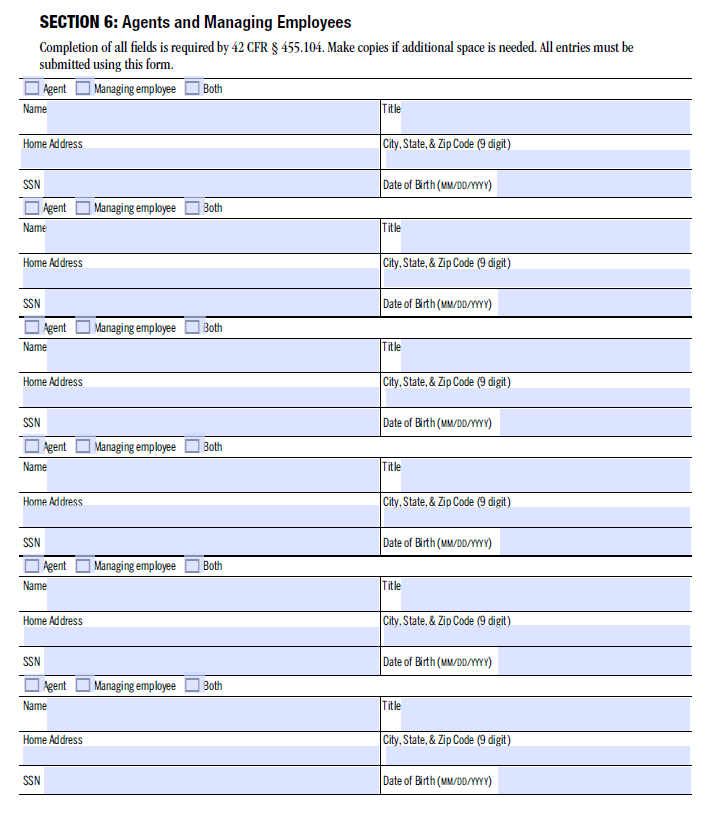 SECTION 6: Agents and Managing Employees
Completion of all fields is required by 42 CFR § 455.104. Make copies if additional space is needed. All entries must be
submitted using this form.
Agent Managing employee Both
Name Title
Home Address City, State, & Zip Code (9 digit)
SSN Date of Birth (MM/DD/YYYY)
Agent Managing employee Both
Name Title
Home Address City, State, & Zip Code (9 digit)
SSN Date of Birth (MM/DD/YYYY)
Agent Managing employee Both
Name Title
Home Address City, State, & Zip Code (9 digit)
SSN Date of Birth (MM/DD/YYYY)
Agent Managing employee Both
Name Title
Home Address City, State, & Zip Code (9 digit)
SSN Date of Birth (MM/DD/YYYY)
Agent Managing employee Both
Name Title
Home Address City, State, & Zip Code (9 digit)
SSN Date of Birth (MM/DD/YYYY)
Agent Managing employee Both
Name Title
Home Address City, State, & Zip Code (9 digit)
SSN Date of Birth (MM/DD/YYYY)